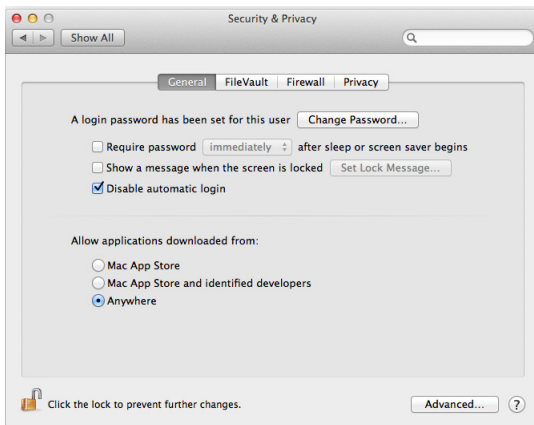 Security & Privacy
Show All
General FileVault Firewall Privacy
A login password has been set for this user Change Password...
Require password immediately after sleep or screen saver begins
Show a message when the screen is locked Set Lock Message...
Disable automatic login
Allow applications downloaded from:
Mac App Store
Mac App Store and identified developers
Anywhere
Click the lock to prevent further changes. Advanced... ?